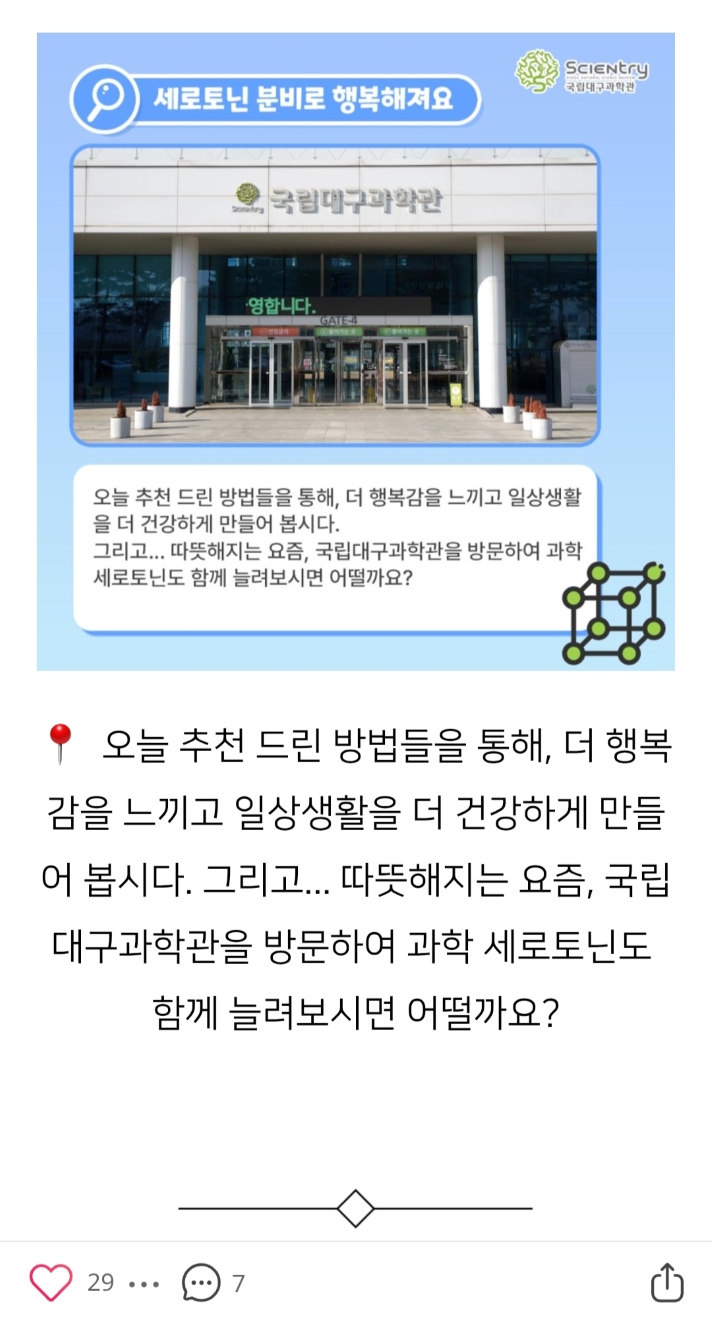 Scientry
국립대구과학관
세로토닌 분비로 행복해져요
Scientry 국립대구과학관
영합니다.
GATE-4
오늘 추천 드린 방법들을 통해, 더 행복감을 느끼고 일상생활
을 더 건강하게 만들어 봅시다.
그리고... 따뜻해지는 요즘, 국립대구과학관을 방문하여 과학
세로토닌도 함께 늘려보시면 어떨까요?
오늘 추천 드린 방법들을 통해, 더 행복
감을 느끼고 일상생활을 더 건강하게 만들
어 봅시다. 그리고... 따뜻해지는 요즘, 국립
대구과학관을 방문하여 과학 세로토닌도
함께 늘려보시면 어떨까요?
29
7